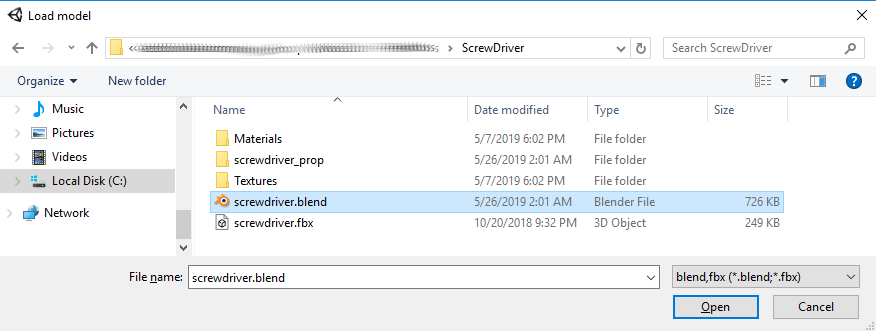 Load model
« ScrewDriver
Search ScrewDriver
Organize New folder
Name Date modified Type Size
Music
Pictures
Videos
Local Disk (C:)
Network
Materials 5/7/2019 6:02 PM File folder
screwdriver_prop 5/26/2019 2:01 AM File folder
Textures 5/7/2019 6:02 PM File folder
screwdriver.blend 5/26/2019 2:01 AM Blender File 726 KB
screwdriver.fbx 10/20/2018 9:32 PM 3D Object 249 KB
File name: screwdriver.blend blend,fbx (*.blend;*.fbx)
Open Cancel